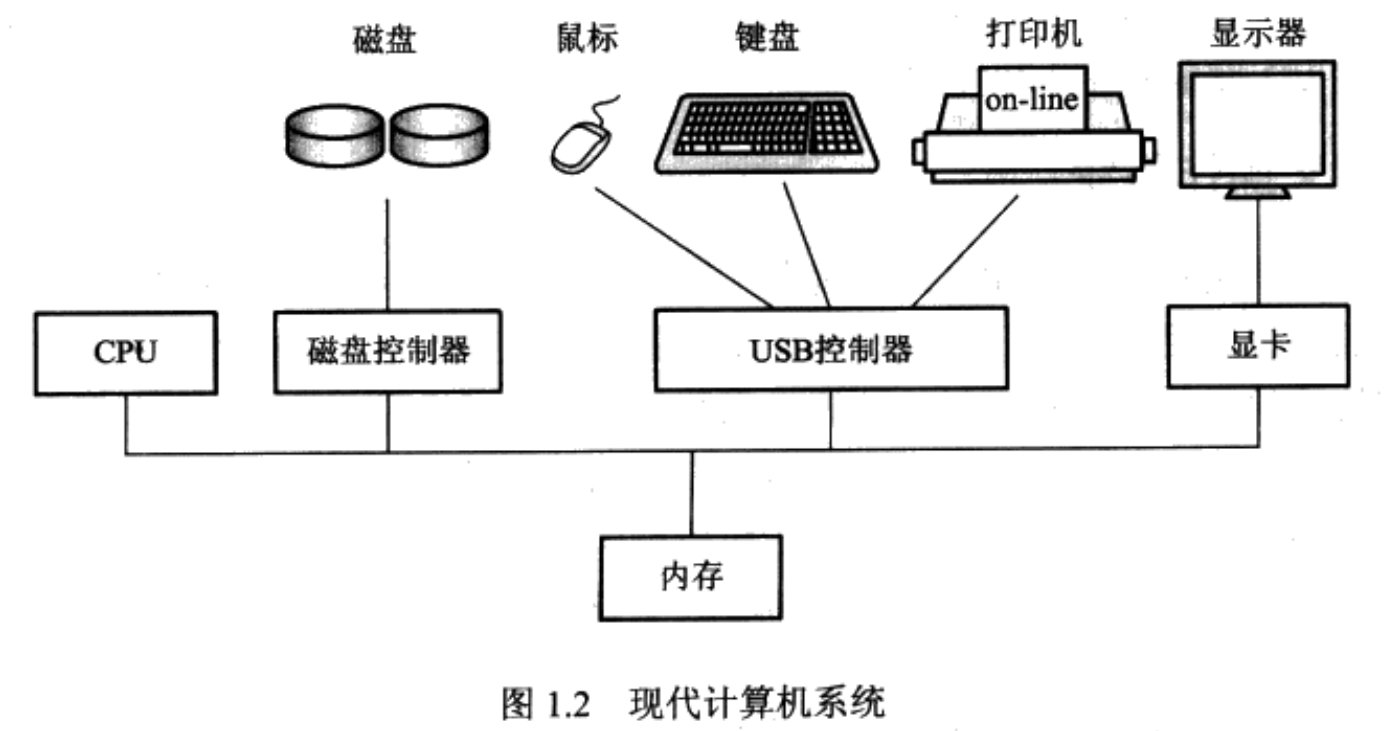 磁盘 鼠标 键盘 打印机 显示器
on-line
CPU 磁盘控制器 USB控制器 显卡
内存
图 1.2 现代计算机系统